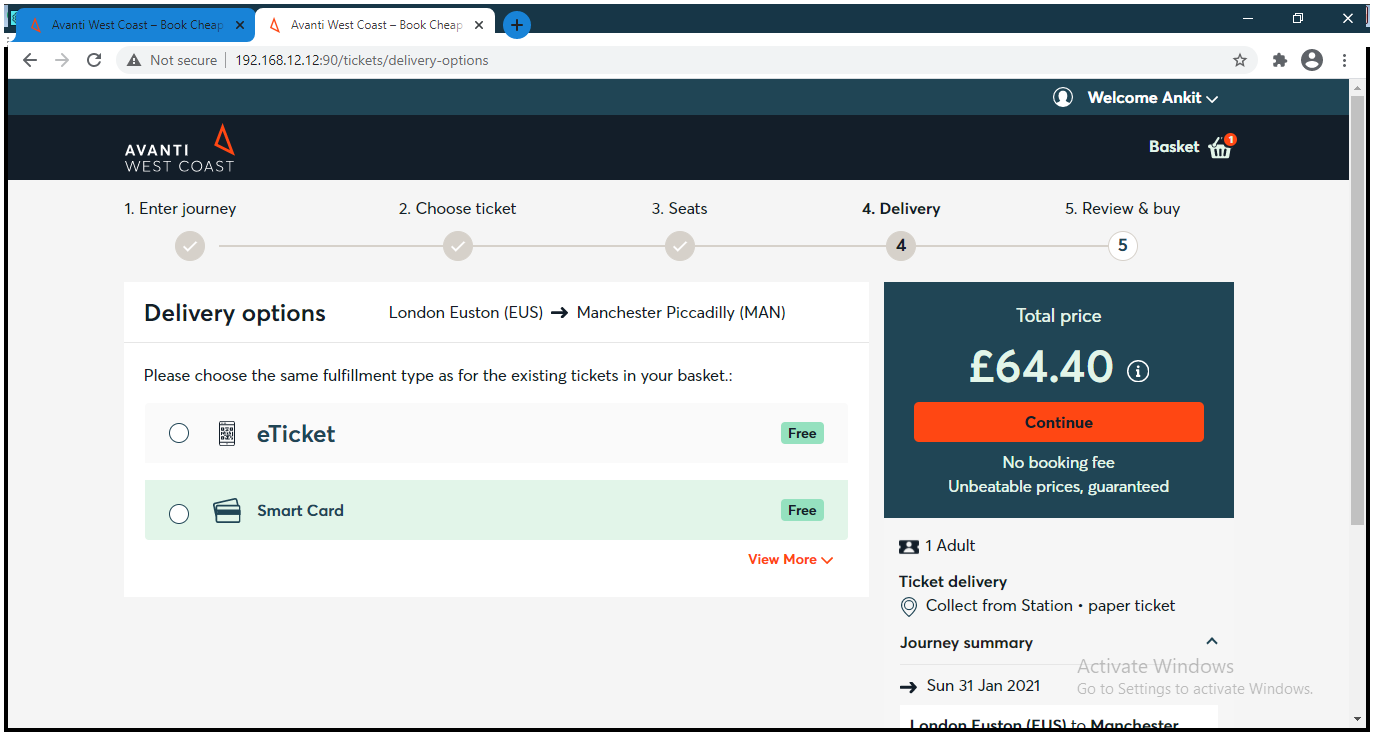 Avanti West Coast – Book Cheap
Avanti West Coast – Book Cheap
Not secure 192.168.12.12:90/tickets/delivery-options
Welcome Ankit
AVANTI
WEST COAST
Basket 1
1. Enter journey 2. Choose ticket 3. Seats 4. Delivery 5. Review & buy
4 5
Delivery options London Euston (EUS) → Manchester Piccadilly (MAN)
Please choose the same fulfillment type as for the existing tickets in your basket.:
eTicket Free
Smart Card Free
View More
Total price
£64.40
Continue
No booking fee
Unbeatable prices, guaranteed
1 Adult
Ticket delivery
Collect from Station • paper ticket
Journey summary
→ Sun 31 Jan 2021
London Euston (EUS) to Manchester
Activate Windows
Go to Settings to activate Windows.